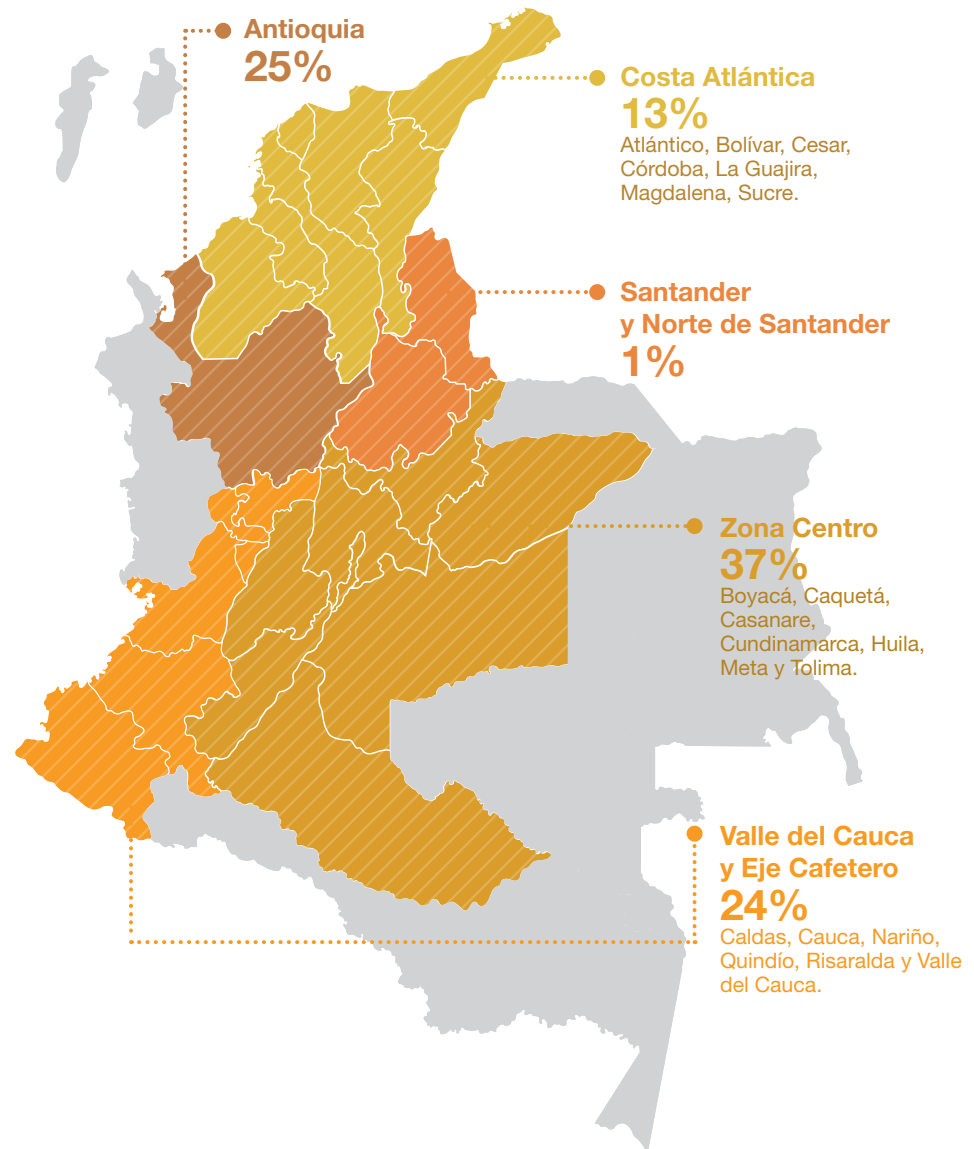 Antioquia
25%
Costa Atlántica
13%
Atlántico, Bolívar, Cesar,
Córdoba, La Guajira,
Magdalena, Sucre.
Santander
y Norte de Santander
1%
Zona Centro
37%
Boyacá, Caquetá,
Casanare,
Cundinamarca, Huila,
Meta y Tolima.
Valle del Cauca
y Eje Cafetero
24%
Caldas, Cauca, Nariño,
Quindío, Risaralda y Valle
del Cauca.